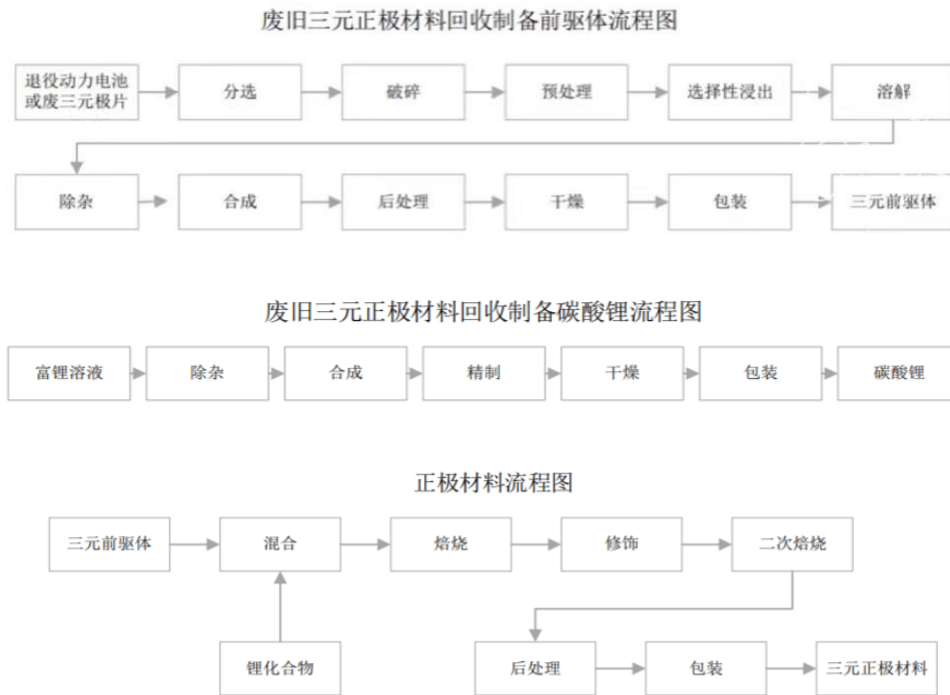 废旧三元正极材料回收制备前驱体流程图
退役动力电池
或废三元极片
分选
破碎
预处理
选择性浸出
溶解
除杂
合成
后处理
干燥
包装
三元前驱体
废旧三元正极材料回收制备碳酸锂流程图
富锂溶液
除杂
合成
精制
干燥
包装
碳酸锂
正极材料流程图
三元前驱体
混合
焙烧
修饰
二次焙烧
锂化合物
后处理
包装
三元正极材料